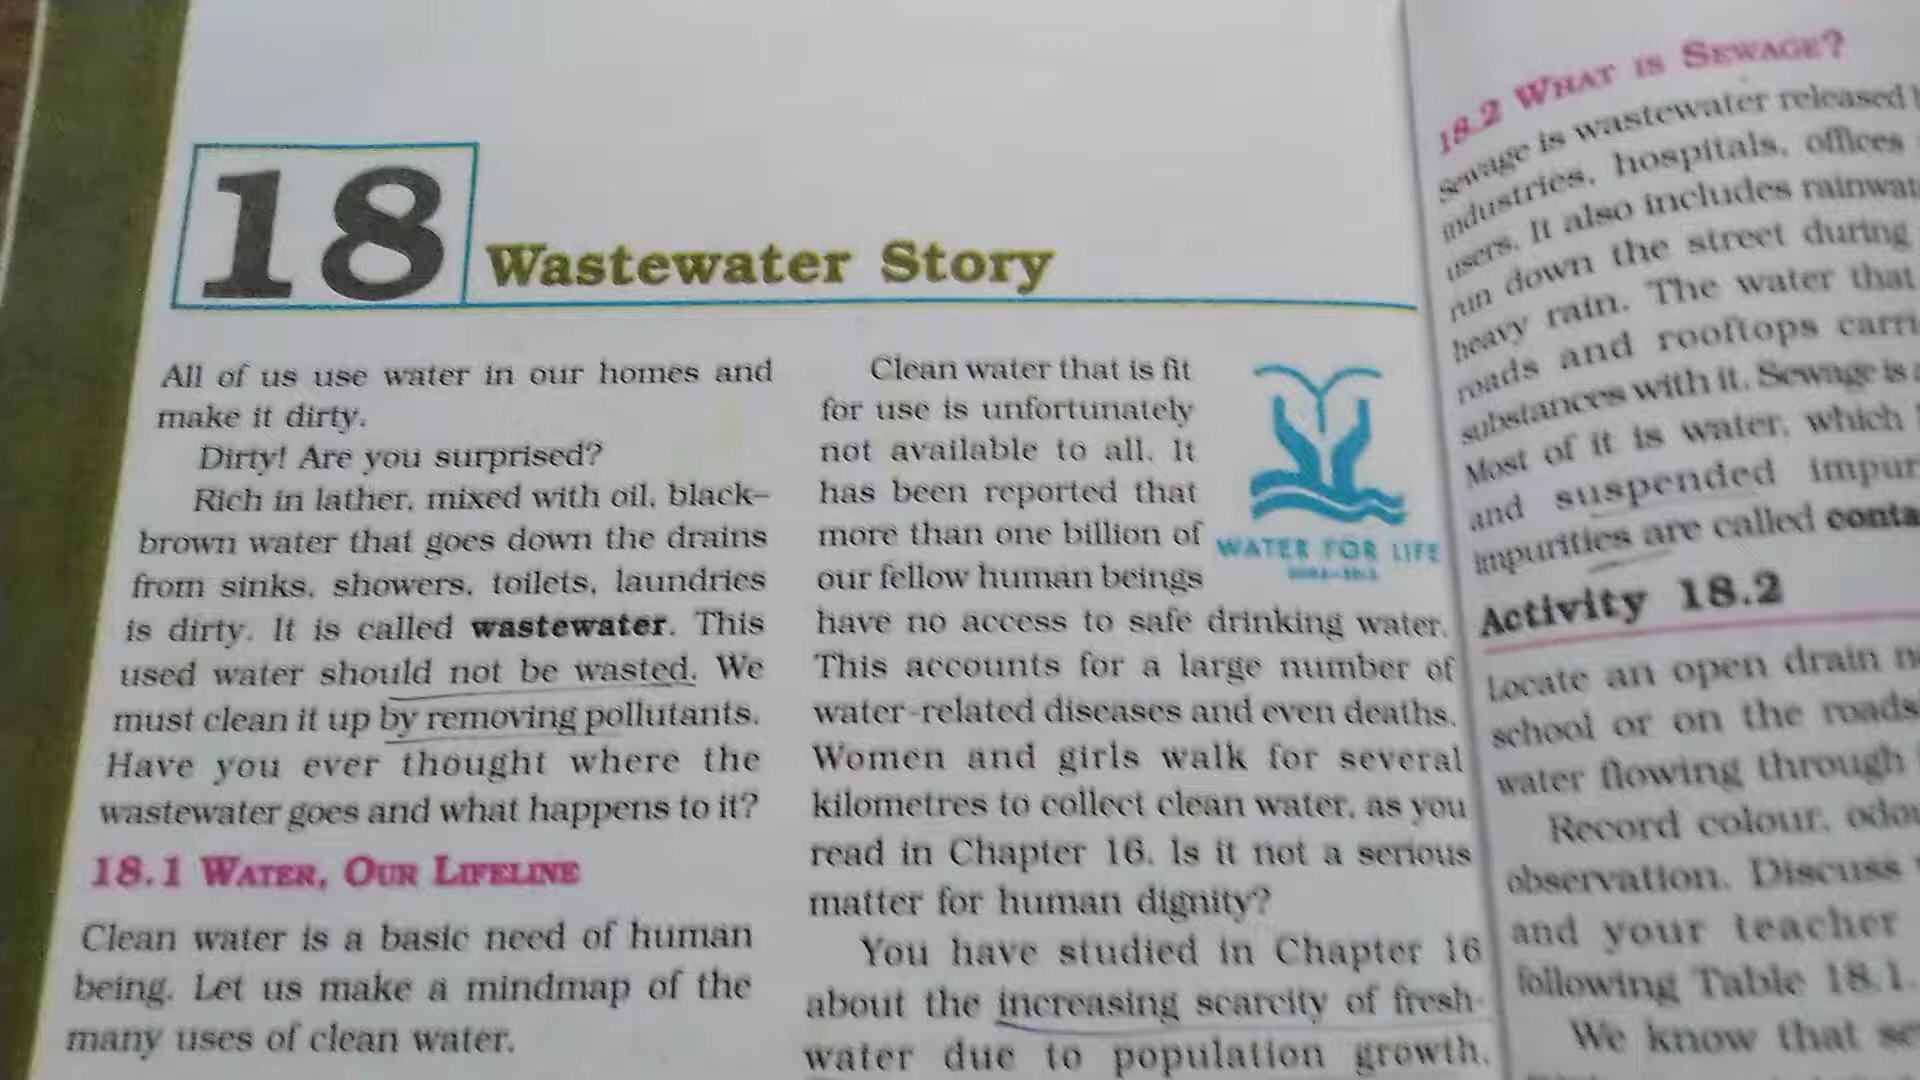 18
Wastewater Story
All of us use water in our homes and
make it dirty.
Dirty! Are you surprised?
Rich in lather, mixed with oil, black–
brown water that goes down the drains
from sinks, showers, toilets, laundries
is dirty. It is called wastewater. This
used water should not be wasted. We
must clean it up by removing pollutants.
Have you ever thought where the
wastewater goes and what happens to it?
18.1 WATER, OUR LIFELINE
Clean water is a basic need of human
being. Let us make a mindmap of the
many uses of clean water.
Clean water that is fit
for use is unfortunately
not available to all. It
has been reported that
more than one billion of
our fellow human beings
have no access to safe drinking water.
This accounts for a large number of
water-related diseases and even deaths.
Women and girls walk for several
kilometres to collect clean water, as you
read in Chapter 16. Is it not a serious
matter for human dignity?
You have studied in Chapter 16
about the increasing scarcity of fresh
water due to population growth,
WATER FOR LIFE
18.2 WHAT IS SEWAGE?
Sewage is wastewater released
industries, hospitals, offices
users. It also includes
run down the street during
heavy rain. The water that
roads and rooftops
substances with it. Sewage is
Most of it is water, which
and suspended
impurities are called
Activity 18.2
Locate an open drain
school or on the
water flowing through
Record colour,
observation. Discuss
and your teacher
following Table 18.1.
We know that